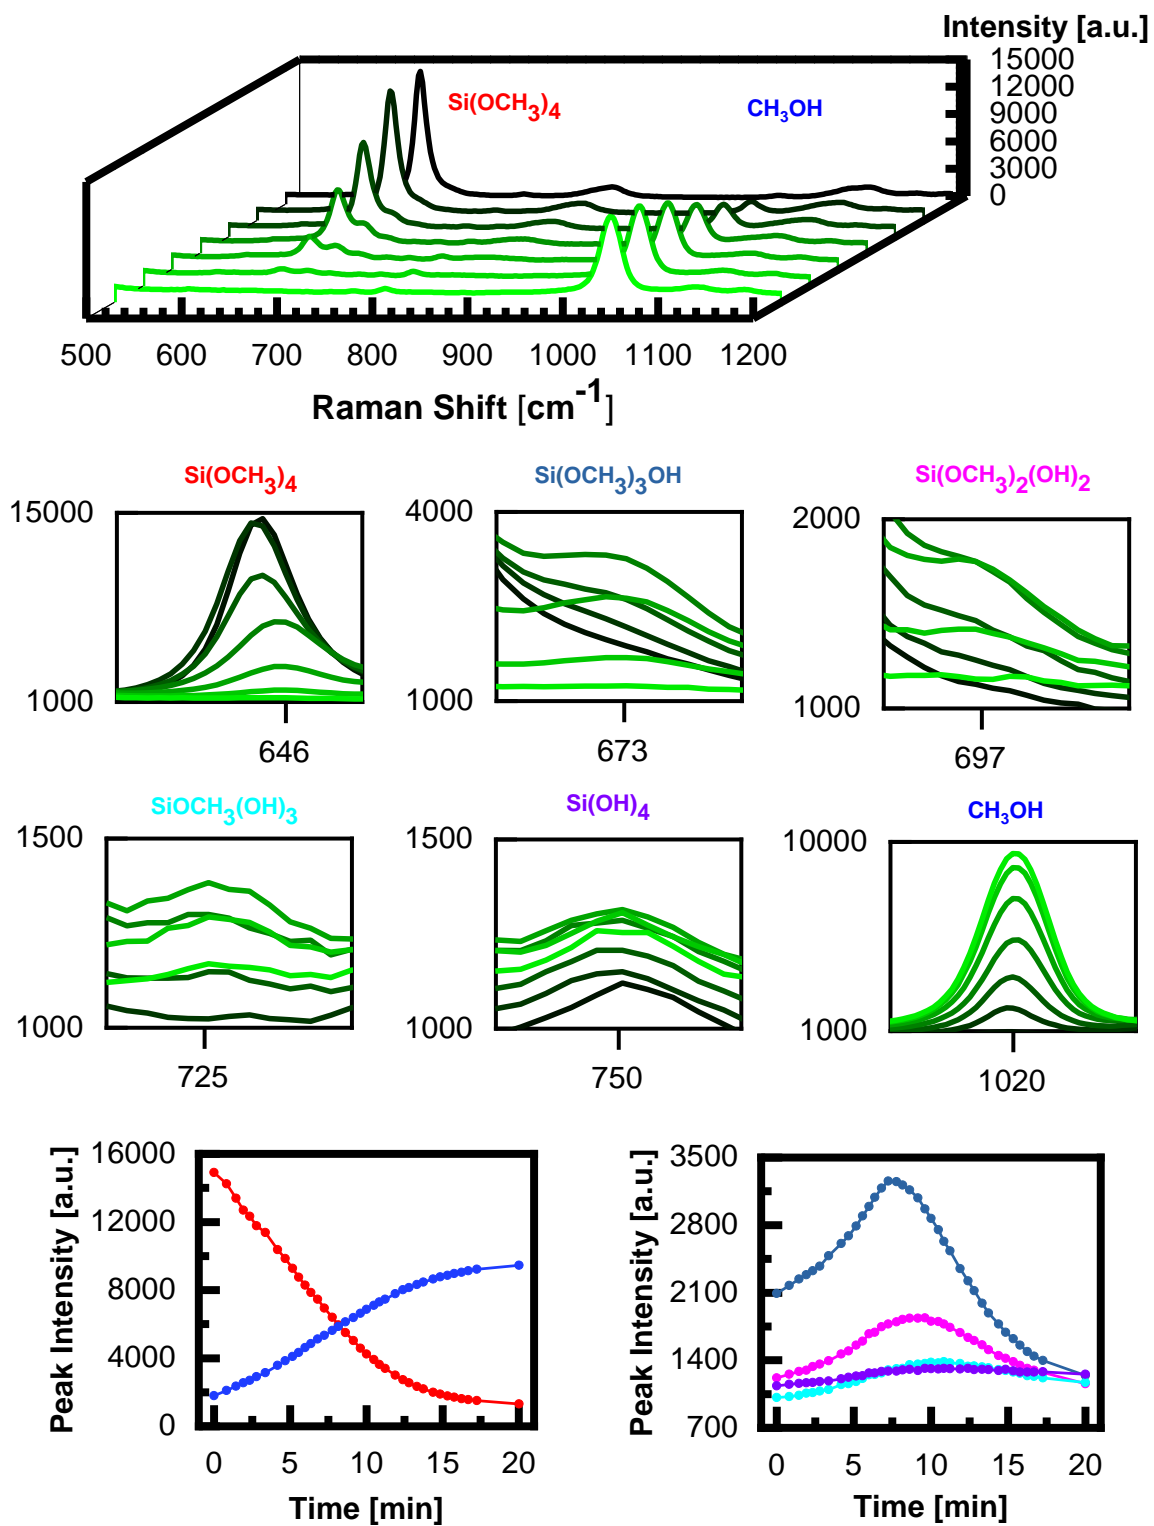 Intensity [a.u.]
15000
12000
9000
6000
3000
0
Si(OCH₃)₄
CH₃OH
500 600 700 800 900 1000 1100 1200
Raman Shift [cm⁻¹]
Si(OCH₃)₄
15000
1000
646
Si(OCH₃)₃OH
4000
1000
673
Si(OCH₃)₂(OH)₂
2000
1000
697
SiOCH₃(OH)₃
1500
1000
725
Si(OH)₄
1500
1000
750
CH₃OH
10000
1000
1020
Peak Intensity [a.u.]
16000
12000
8000
4000
0
0 5 10 15 20
Time [min]
Peak Intensity [a.u.]
3500
2800
2100
1400
700
0 5 10 15 20
Time [min]